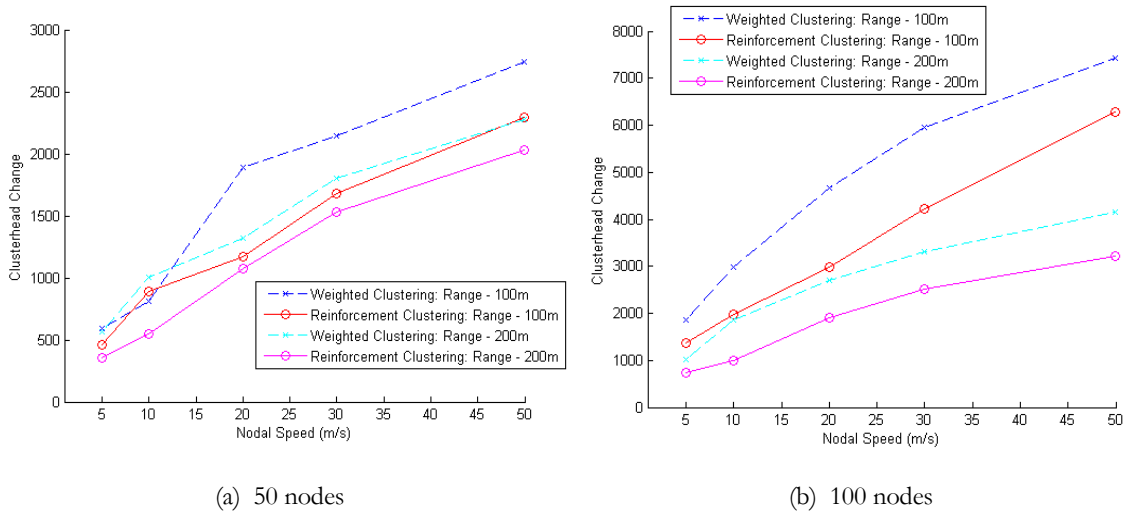 3000
2500
2000
1500
1000
500
0
Clusterhead Change
Weighted Clustering: Range - 100m
Reinforcement Clustering: Range - 100m
Weighted Clustering: Range - 200m
Reinforcement Clustering: Range - 200m
5 10 15 20 25 30 35 40 45 50
Nodal Speed (m/s)
(a) 50 nodes
Weighted Clustering: Range - 100m
Reinforcement Clustering: Range - 100m
Weighted Clustering: Range - 200m
Reinforcement Clustering: Range - 200m
8000
7000
6000
5000
4000
3000
2000
1000
0
Clusterhead Change
5 10 15 20 25 30 35 40 45 50
Nodal Speed (m/s)
(b) 100 nodes